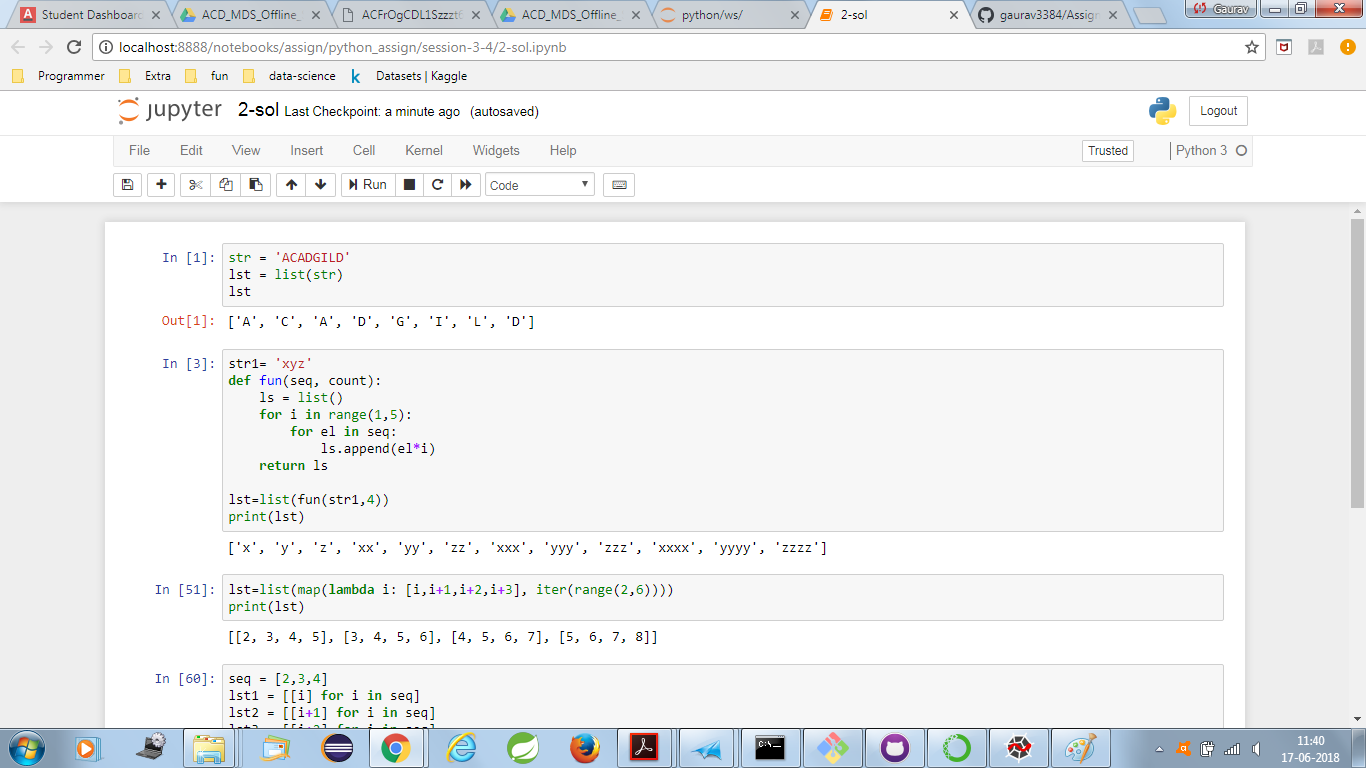 Student Dashboard
ACD_MDS_Offline_
ACFrOgCDL1Szzzt
ACD_MDS_Offline_
python/ws/
2-sol
gaurav3384/Assign
Gaurav
localhost:8888/notebooks/assign/python_assign/session-3-4/2-sol.ipynb
Programmer Extra fun data-science Datasets | Kaggle
jupyter 2-sol Last Checkpoint: a minute ago (autosaved) Logout
File Edit View Insert Cell Kernel Widgets Help Trusted Python 3
Run Code
In [1]: str = 'ACADGILD'
lst = list(str)
lst
Out[1]: ['A', 'C', 'A', 'D', 'G', 'I', 'L', 'D']
In [3]: str1= 'xyz'
def fun(seq, count):
    ls = list()
    for i in range(1,5):
        for el in seq:
            ls.append(el*i)
    return ls
lst=list(fun(str1,4))
print(lst)
['x', 'y', 'z', 'xx', 'yy', 'zz', 'xxx', 'yyy', 'zzz', 'xxxx', 'yyyy', 'zzzz']
In [51]: lst=list(map(lambda i: [i,i+1,i+2,i+3], iter(range(2,6))))
print(lst)
[[2, 3, 4, 5], [3, 4, 5, 6], [4, 5, 6, 7], [5, 6, 7, 8]]
In [60]: seq = [2,3,4]
lst1 = [[i] for i in seq]
lst2 = [[i+1] for i in seq]
11:40
17-06-2018